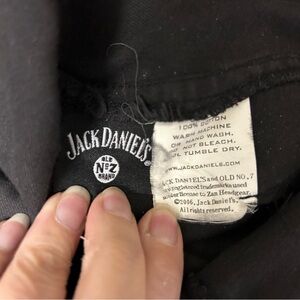 JACK DANIEL'S
OLD
No 7
BRAND
100% COTTON
WASH MACHINE
OR HAND WASH.
DO NOT BLEACH.
TUMBLE DRY.
WWW.JACKDANIELS.COM
JACK DANIEL'S and OLD NO. 7
are registered trademarks used
under license to Zan Headgear.
©2006. Jack Daniel's.
All rights reserved.